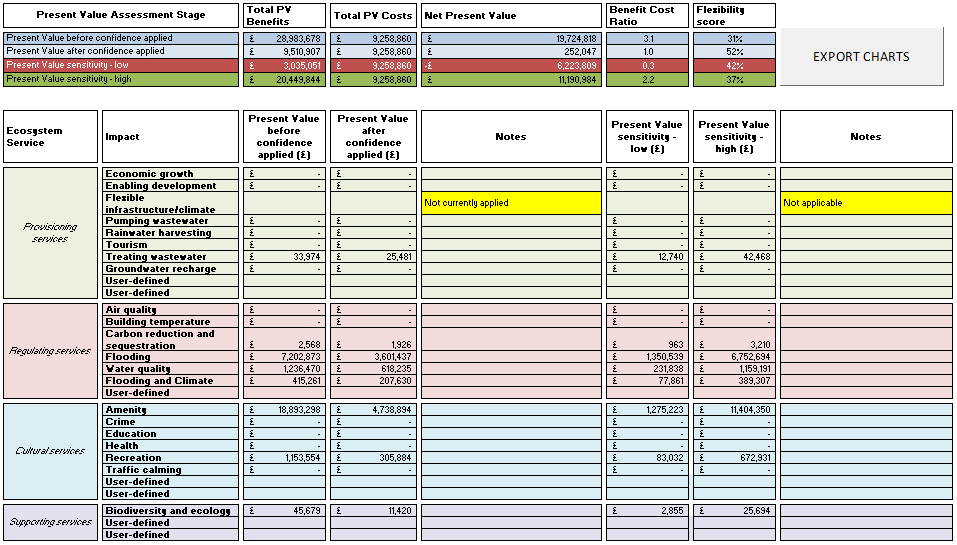 Present Value Assessment Stage Total PV Benefits Total PV Costs Net Present Value Benefit Cost Ratio Flexibility score
Present Value before confidence applied £ 28,983,678 £ 9,258,860 £ 19,724,818 3.1 31%
Present Value after confidence applied £ 9,510,907 £ 9,258,860 £ 252,047 1.0 52%
Present Value sensitivity - low £ 3,035,051 £ 9,258,860 -£ 6,223,809 0.3 42%
Present Value sensitivity - high £ 20,449,844 £ 9,258,860 £ 11,190,984 2.2 37%
EXPORT CHARTS
Ecosystem Service Impact Present Value before confidence applied (£) Present Value after confidence applied (£) Notes Present Value sensitivity - low (£) Present Value sensitivity - high (£) Notes
Provisioning services
Economic growth £ - £ - £ - £ -
Enabling development £ - £ - £ - £ -
Flexible infrastructure/climate Not currently applied Not applicable
Pumping wastewater £ - £ - £ - £ -
Rainwater harvesting £ - £ - £ - £ -
Tourism £ - £ - £ - £ -
Treating wastewater £ 33,974 £ 25,481 £ 12,740 £ 42,468
Groundwater recharge £ - £ - £ - £ -
User-defined
User-defined
Regulating services
Air quality £ - £ - £ - £ -
Building temperature £ - £ - £ - £ -
Carbon reduction and sequestration £ 2,568 £ 1,926 £ 963 £ 3,210
Flooding £ 7,202,873 £ 3,601,437 £ 1,350,539 £ 6,752,694
Water quality £ 1,236,470 £ 618,235 £ 231,838 £ 1,159,191
Flooding and Climate £ 415,261 £ 207,630 £ 77,861 £ 389,307
User-defined
Cultural services
Amenity £ 18,893,298 £ 4,738,894 £ 1,275,223 £ 11,404,350
Crime £ - £ - £ - £ -
Education £ - £ - £ - £ -
Health £ - £ - £ - £ -
Recreation £ 1,153,554 £ 305,884 £ 83,032 £ 672,931
Traffic calming £ - £ - £ - £ -
User-defined
User-defined
Supporting services
Biodiversity and ecology £ 45,679 £ 11,420 £ 2,855 £ 25,694
User-defined
User-defined